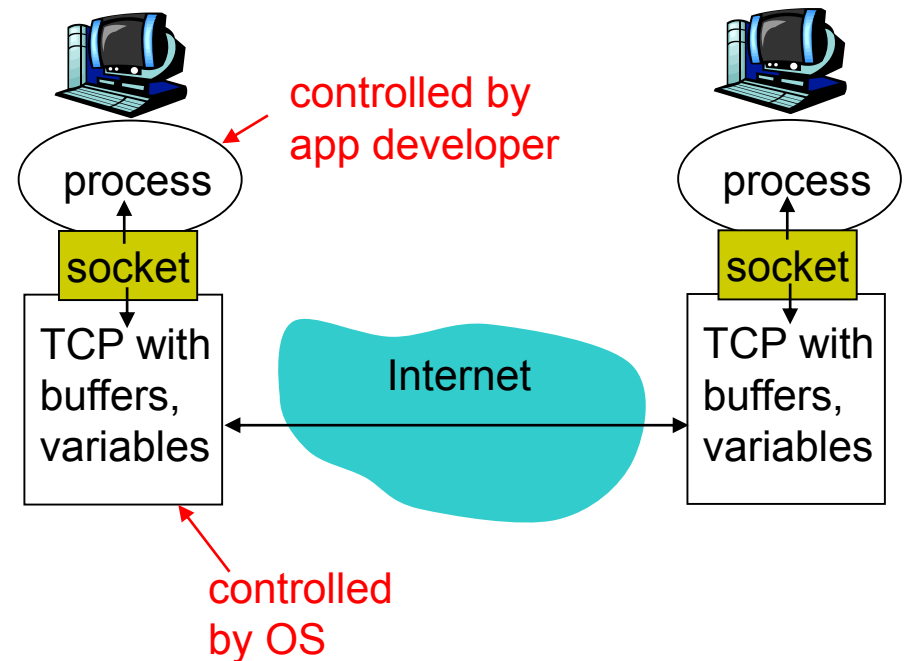 controlled by
app developer
process
process
socket
socket
TCP with
buffers,
variables
Internet
TCP with
buffers,
variables
controlled
by OS